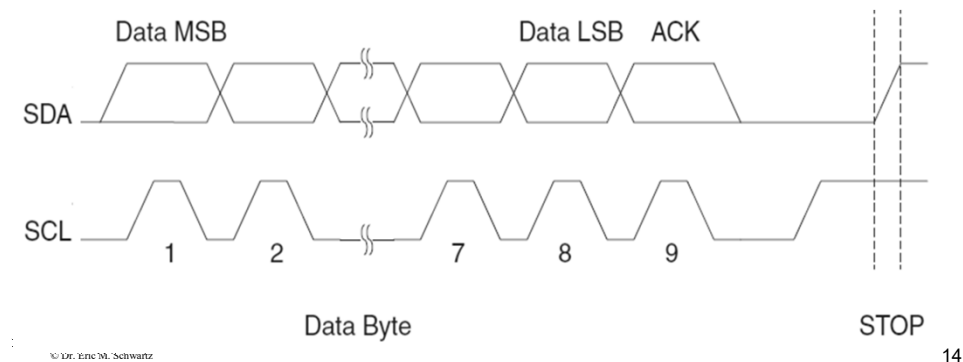 Data MSB Data LSB ACK
SDA
SCL
1 2 7 8 9
Data Byte STOP
© Dr. Eric M. Schwartz
14